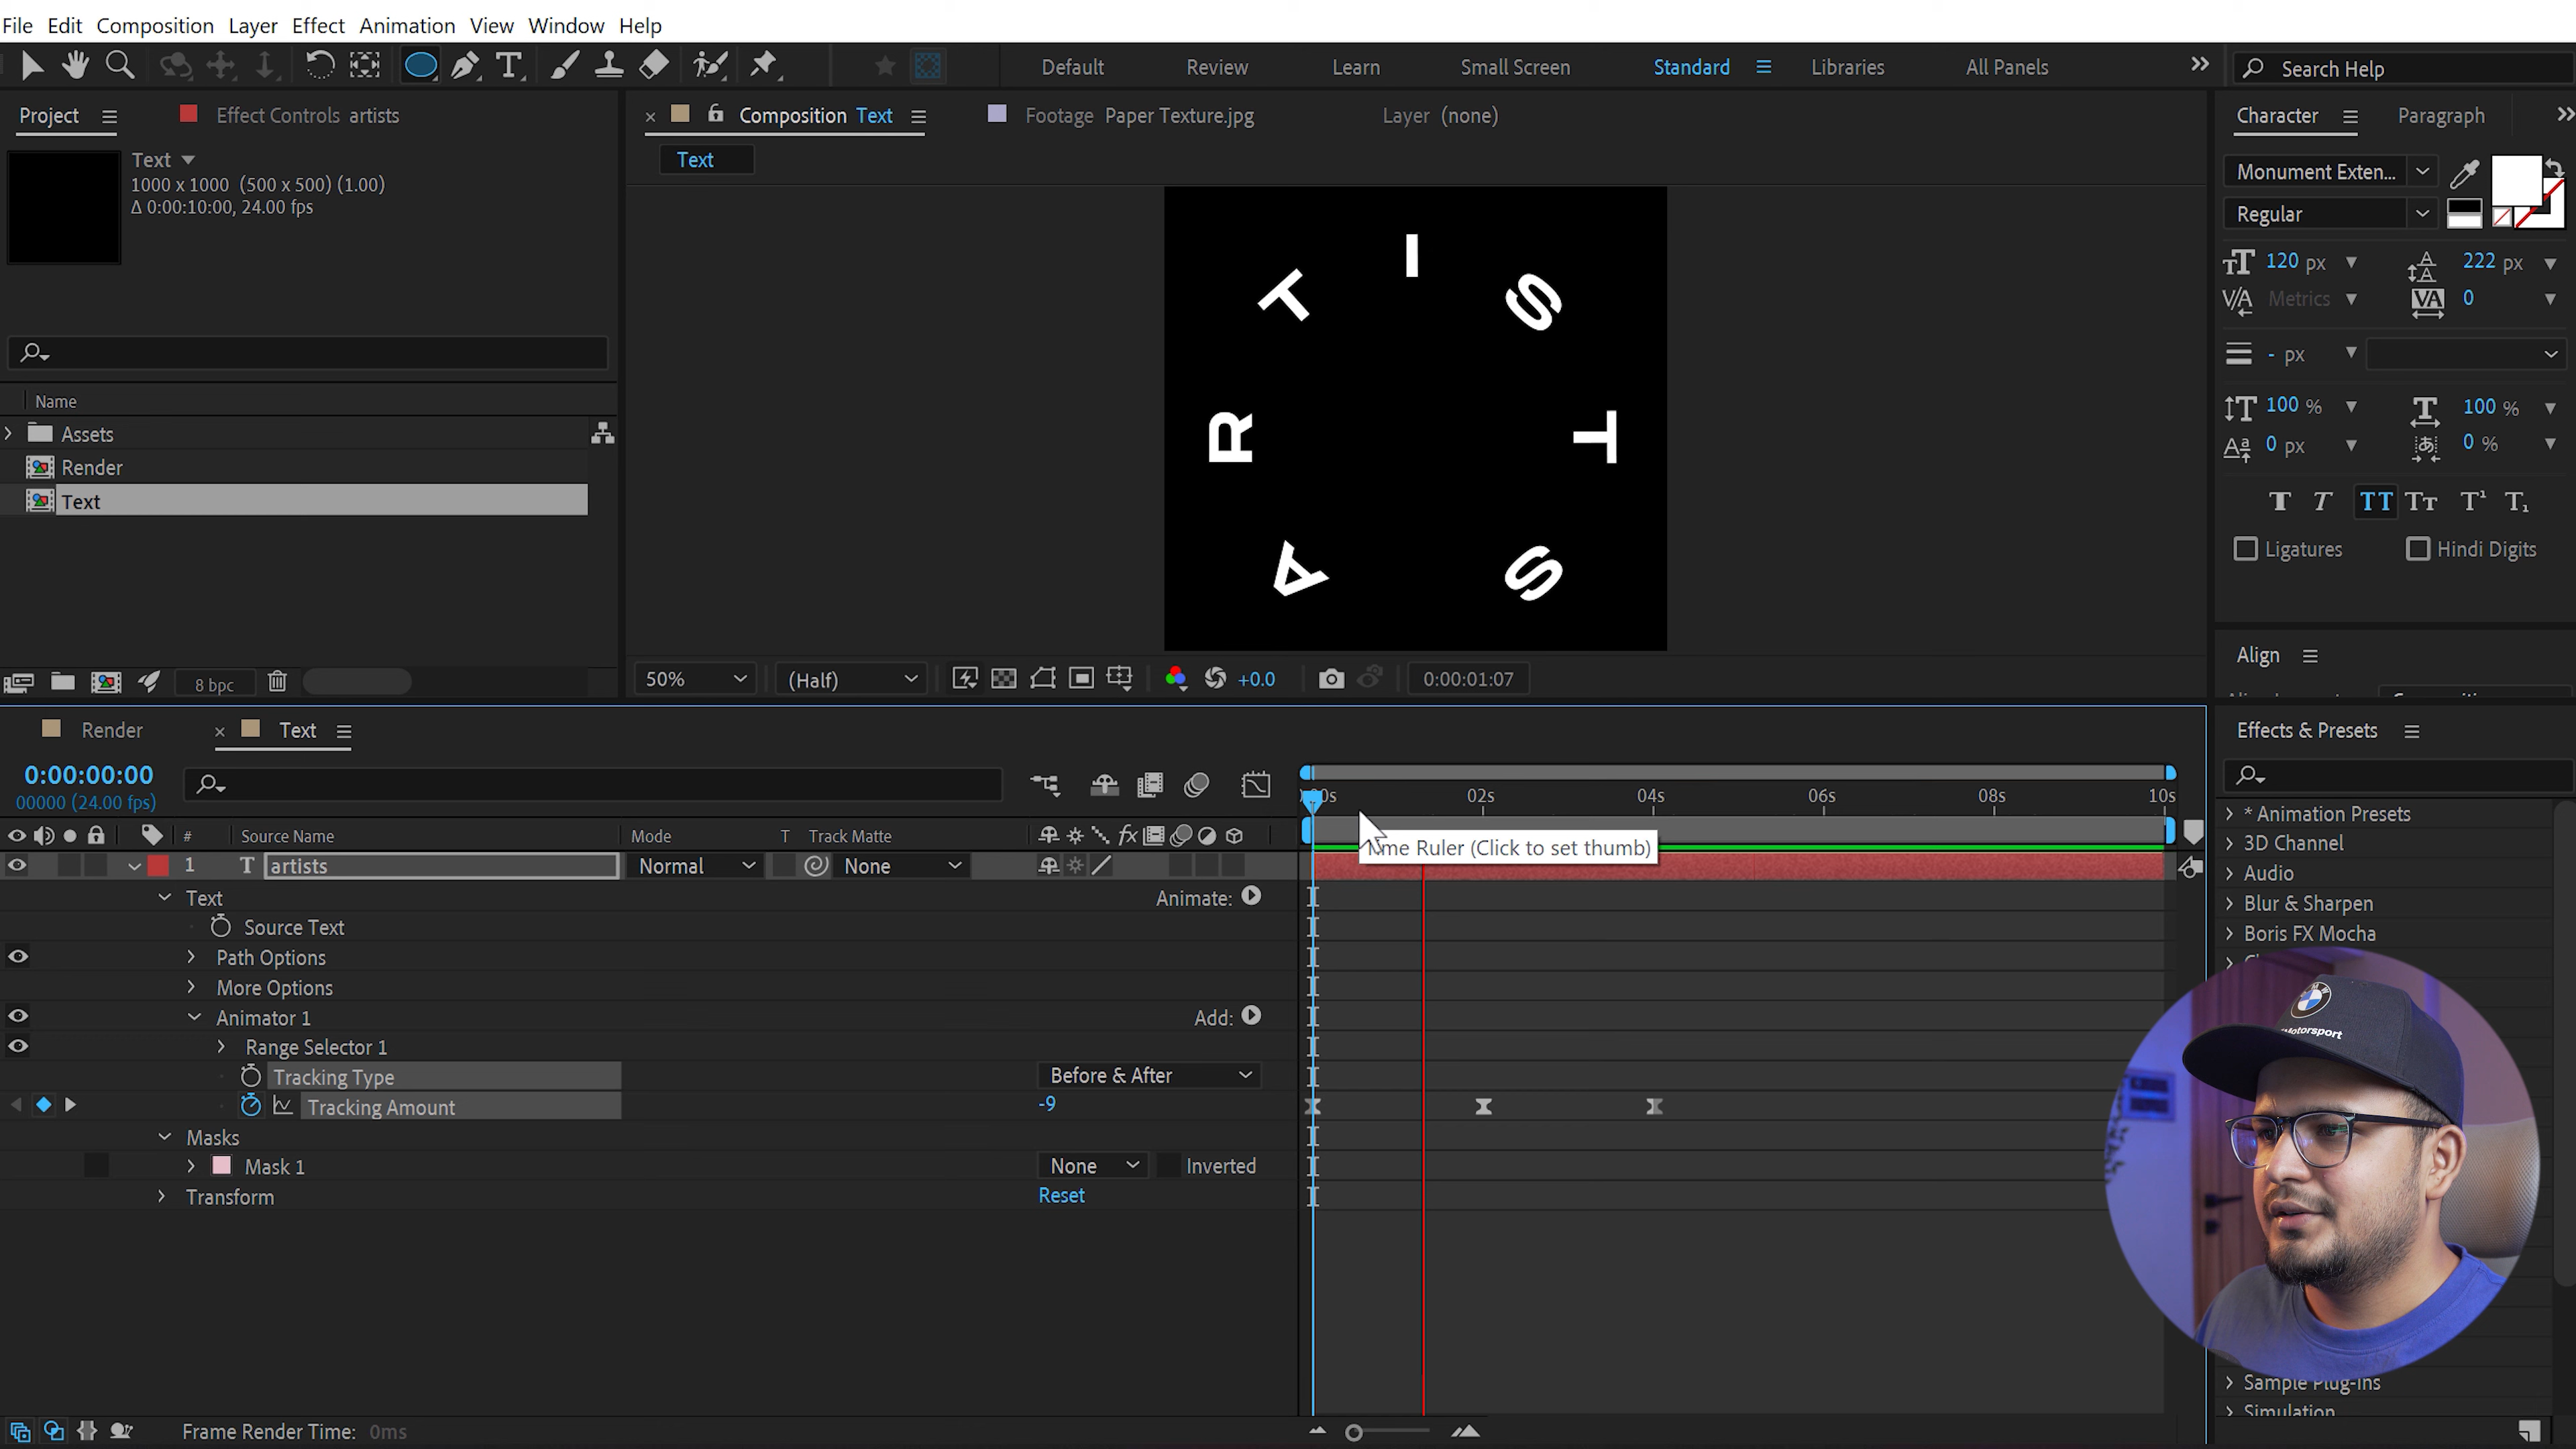 File Edit Composition Layer Effect Animation View Window Help
Default Review Learn Small Screen Standard Libraries All Panels Search Help
Project Effect Controls artists
Composition Text Footage Paper Texture.jpg Layer (none)
Character Paragraph
Text
1000 x 1000 (500 x 500) (1.00)
Δ 0:00:10:00, 24.00 fps
Text
Monument Exten...
Regular
120 px 222 px
Metrics 0
- px
100 % 100 %
0 px 0 %
T T TT Tт T¹ T₁
Ligatures Hindi Digits
Align
Name
Assets
Render
Text
ARTISTS
8 bpc
50% (Half) +0.0 0:00:01:07
Render Text
0:00:00:00
00000 (24.00 fps)
02s 04s 06s 08s 10s
# Source Name Mode T Track Matte
Time Ruler (Click to set thumb)
1 T artists Normal None
Text Animate:
Source Text
Path Options
More Options
Animator 1 Add:
Range Selector 1
Tracking Type Before & After
Tracking Amount -9
Masks
Mask 1 None Inverted
Transform Reset
Frame Render Time: 0ms
Effects & Presets
* Animation Presets
3D Channel
Audio
Blur & Sharpen
Boris FX Mocha
Sample Plug-ins
Simulation
BMW
Motorsport